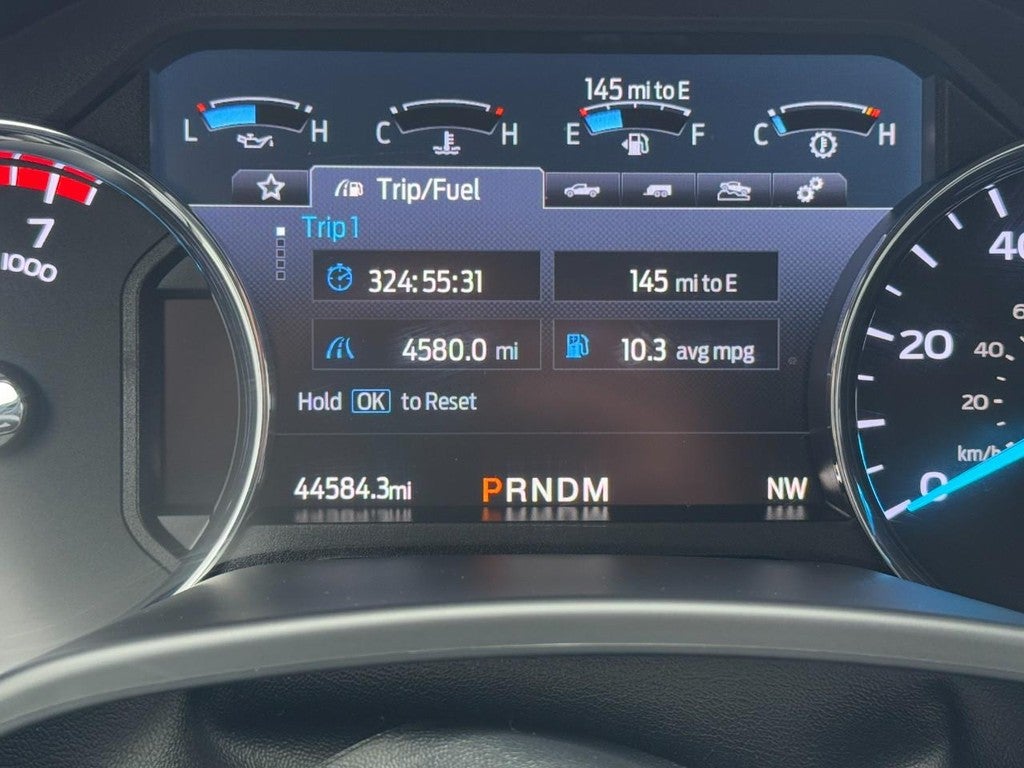 145 mi to E
L H
C H
E F
C H
Trip/Fuel
Trip 1
324:55:31
145 mi to E
4580.0 mi
10.3 avg mpg
Hold OK to Reset
44584.3mi
PRNDM
NW
7
1000
40
20
0
40
20
km/h